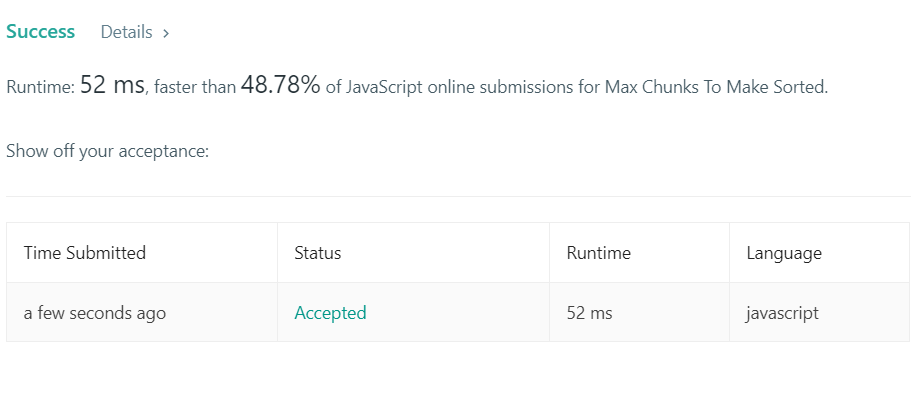 Success Details >
Runtime: 52 ms, faster than 48.78% of JavaScript online submissions for Max Chunks To Make Sorted.
Show off your acceptance:
Time Submitted Status Runtime Language
a few seconds ago Accepted 52 ms javascript